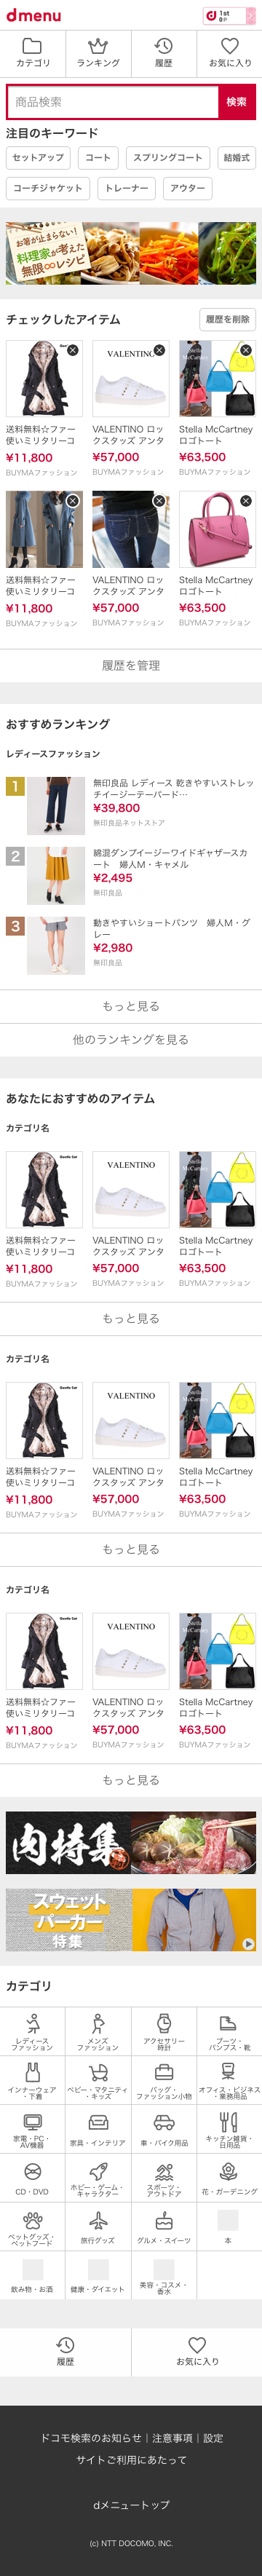 dmenu
1st
0P
カテゴリ
ランキング
履歴
お気に入り
商品検索
検索
注目のキーワード
セットアップ
コート
スプリングコート
結婚式
コーチジャケット
トレーナー
アウター
お箸が止まらない!
料理家が考えた
無限∞レシピ
チェックしたアイテム
履歴を削除
VALENTINO
McCartney
送料無料☆ファー
使いミリタリーコ
¥11,800
BUYMAファッション
VALENTINO ロッ
クスタッズ アンタ
¥57,000
BUYMAファッション
Stella McCartney
ロゴトート
¥63,500
BUYMAファッション
送料無料☆ファー
使いミリタリーコ
¥11,800
BUYMAファッション
VALENTINO ロッ
クスタッズ アンタ
¥57,000
BUYMAファッション
Stella McCartney
ロゴトート
¥63,500
BUYMAファッション
履歴を管理
おすすめランキング
レディースファッション
1
無印良品 レディース 乾きやすいストレッ
チイージーテーパード…
¥39,800
無印良品ネットストア
2
綿混ダンプイージーワイドギャザースカ
ート 婦人M・キャメル
¥2,495
無印良品
3
動きやすいショートパンツ 婦人M・グ
レー
¥2,980
無印良品
もっと見る
他のランキングを見る
あなたにおすすめのアイテム
カテゴリ名
Gentle Cat
VALENTINO
McCartney
送料無料☆ファー
使いミリタリーコ
¥11,800
BUYMAファッション
VALENTINO ロッ
クスタッズ アンタ
¥57,000
BUYMAファッション
Stella McCartney
ロゴトート
¥63,500
BUYMAファッション
もっと見る
カテゴリ名
Gentle Cat
VALENTINO
McCartney
送料無料☆ファー
使いミリタリーコ
¥11,800
BUYMAファッション
VALENTINO ロッ
クスタッズ アンタ
¥57,000
BUYMAファッション
Stella McCartney
ロゴトート
¥63,500
BUYMAファッション
もっと見る
カテゴリ名
Gentle Cat
VALENTINO
McCartney
送料無料☆ファー
使いミリタリーコ
¥11,800
BUYMAファッション
VALENTINO ロッ
クスタッズ アンタ
¥57,000
BUYMAファッション
Stella McCartney
ロゴトート
¥63,500
BUYMAファッション
もっと見る
肉特集
スウェット
パーカー
特集
カテゴリ
レディース
ファッション
メンズ
ファッション
アクセサリー
時計
ブーツ・
パンプス・靴
インナーウェア
・下着
ベビー・マタニティ
・キッズ
バッグ・
ファッション小物
オフィス・ビジネス
・業務用品
家電・PC・
AV機器
家具・インテリア
車・バイク用品
キッチン雑貨・
日用品
CD・DVD
ホビー・ゲーム・
キャラクター
スポーツ・
アウトドア
花・ガーデニング
ペットグッズ・
ペットフード
旅行グッズ
グルメ・スイーツ
本
飲み物・お酒
健康・ダイエット
美容・コスメ・
香水
履歴
お気に入り
ドコモ検索のお知らせ｜注意事項｜設定
サイトご利用にあたって
dメニュートップ
(c) NTT DOCOMO, INC.